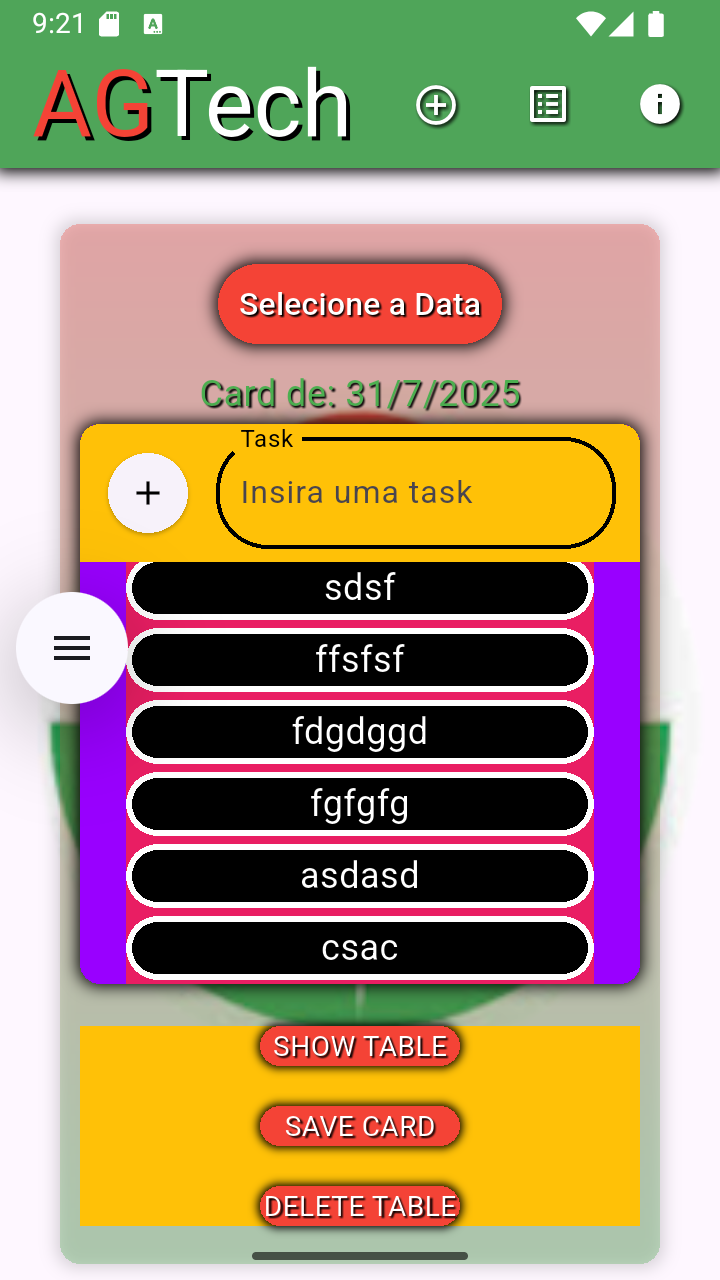 9:21
AGTech
Selecione a Data
Card de: 31/7/2025
Task
Insira uma task
sdsf
ffsfsf
fdgdggd
fgfgfg
asdasd
csac
SHOW TABLE
SAVE CARD
DELETE TABLE